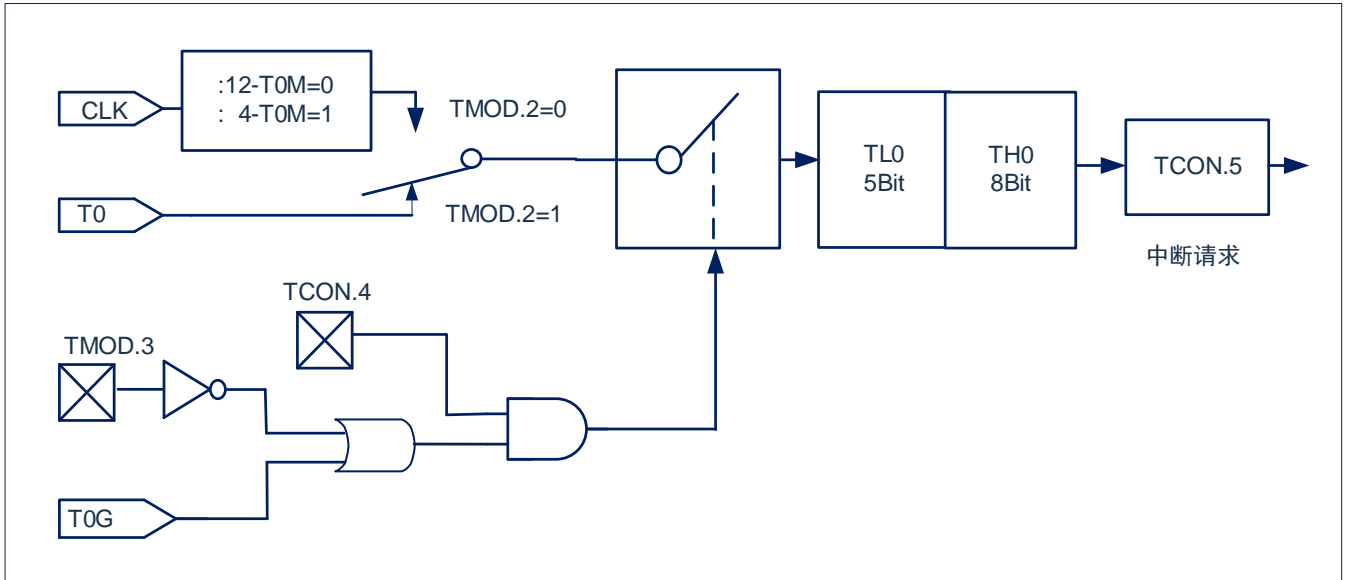 :12-T0M=0
: 4-T0M=1
CLK
TMOD.2=0
T0
TMOD.2=1
TL0
5Bit
TH0
8Bit
TCON.5
中断请求
TCON.4
TMOD.3
T0G